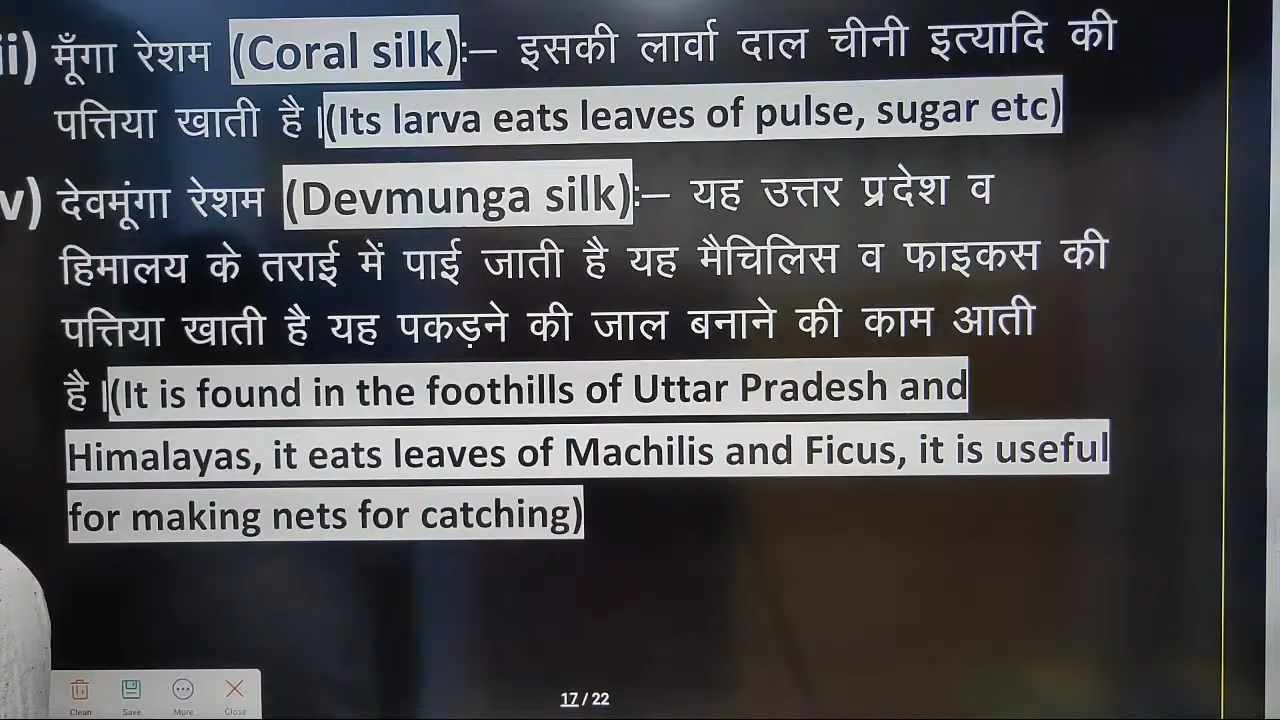 ii) मूँगा रेशम (Coral silk):– इसकी लार्वा दाल चीनी इत्यादि की
पत्तिया खाती है |(Its larva eats leaves of pulse, sugar etc)
v) देवमूंगा रेशम (Devmunga silk):– यह उत्तर प्रदेश व
हिमालय के तराई में पाई जाती है यह मैचिलिस व फाइकस की
पत्तिया खाती है यह पकड़ने की जाल बनाने की काम आती
है |(It is found in the foothills of Uttar Pradesh and
Himalayas, it eats leaves of Machilis and Ficus, it is useful
for making nets for catching)
Clean Save More Close
17 / 22